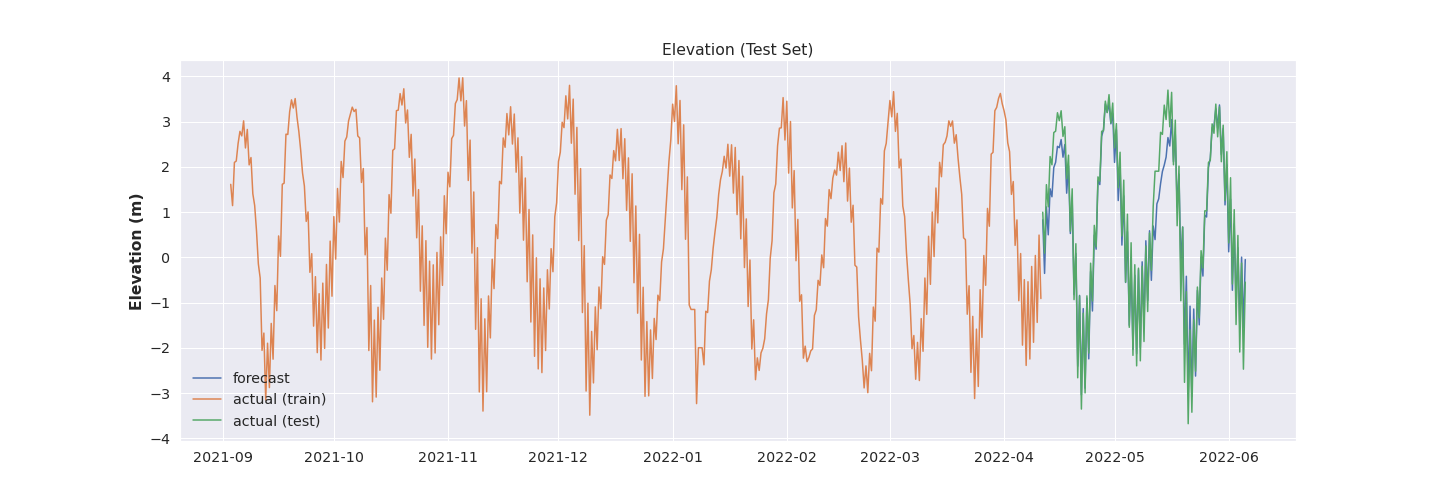 Elevation (Test Set)
Elevation (m)
4
3
2
1
0
−1
−2
−3
−4
forecast
actual (train)
actual (test)
2021-09 2021-10 2021-11 2021-12 2022-01 2022-02 2022-03 2022-04 2022-05 2022-06